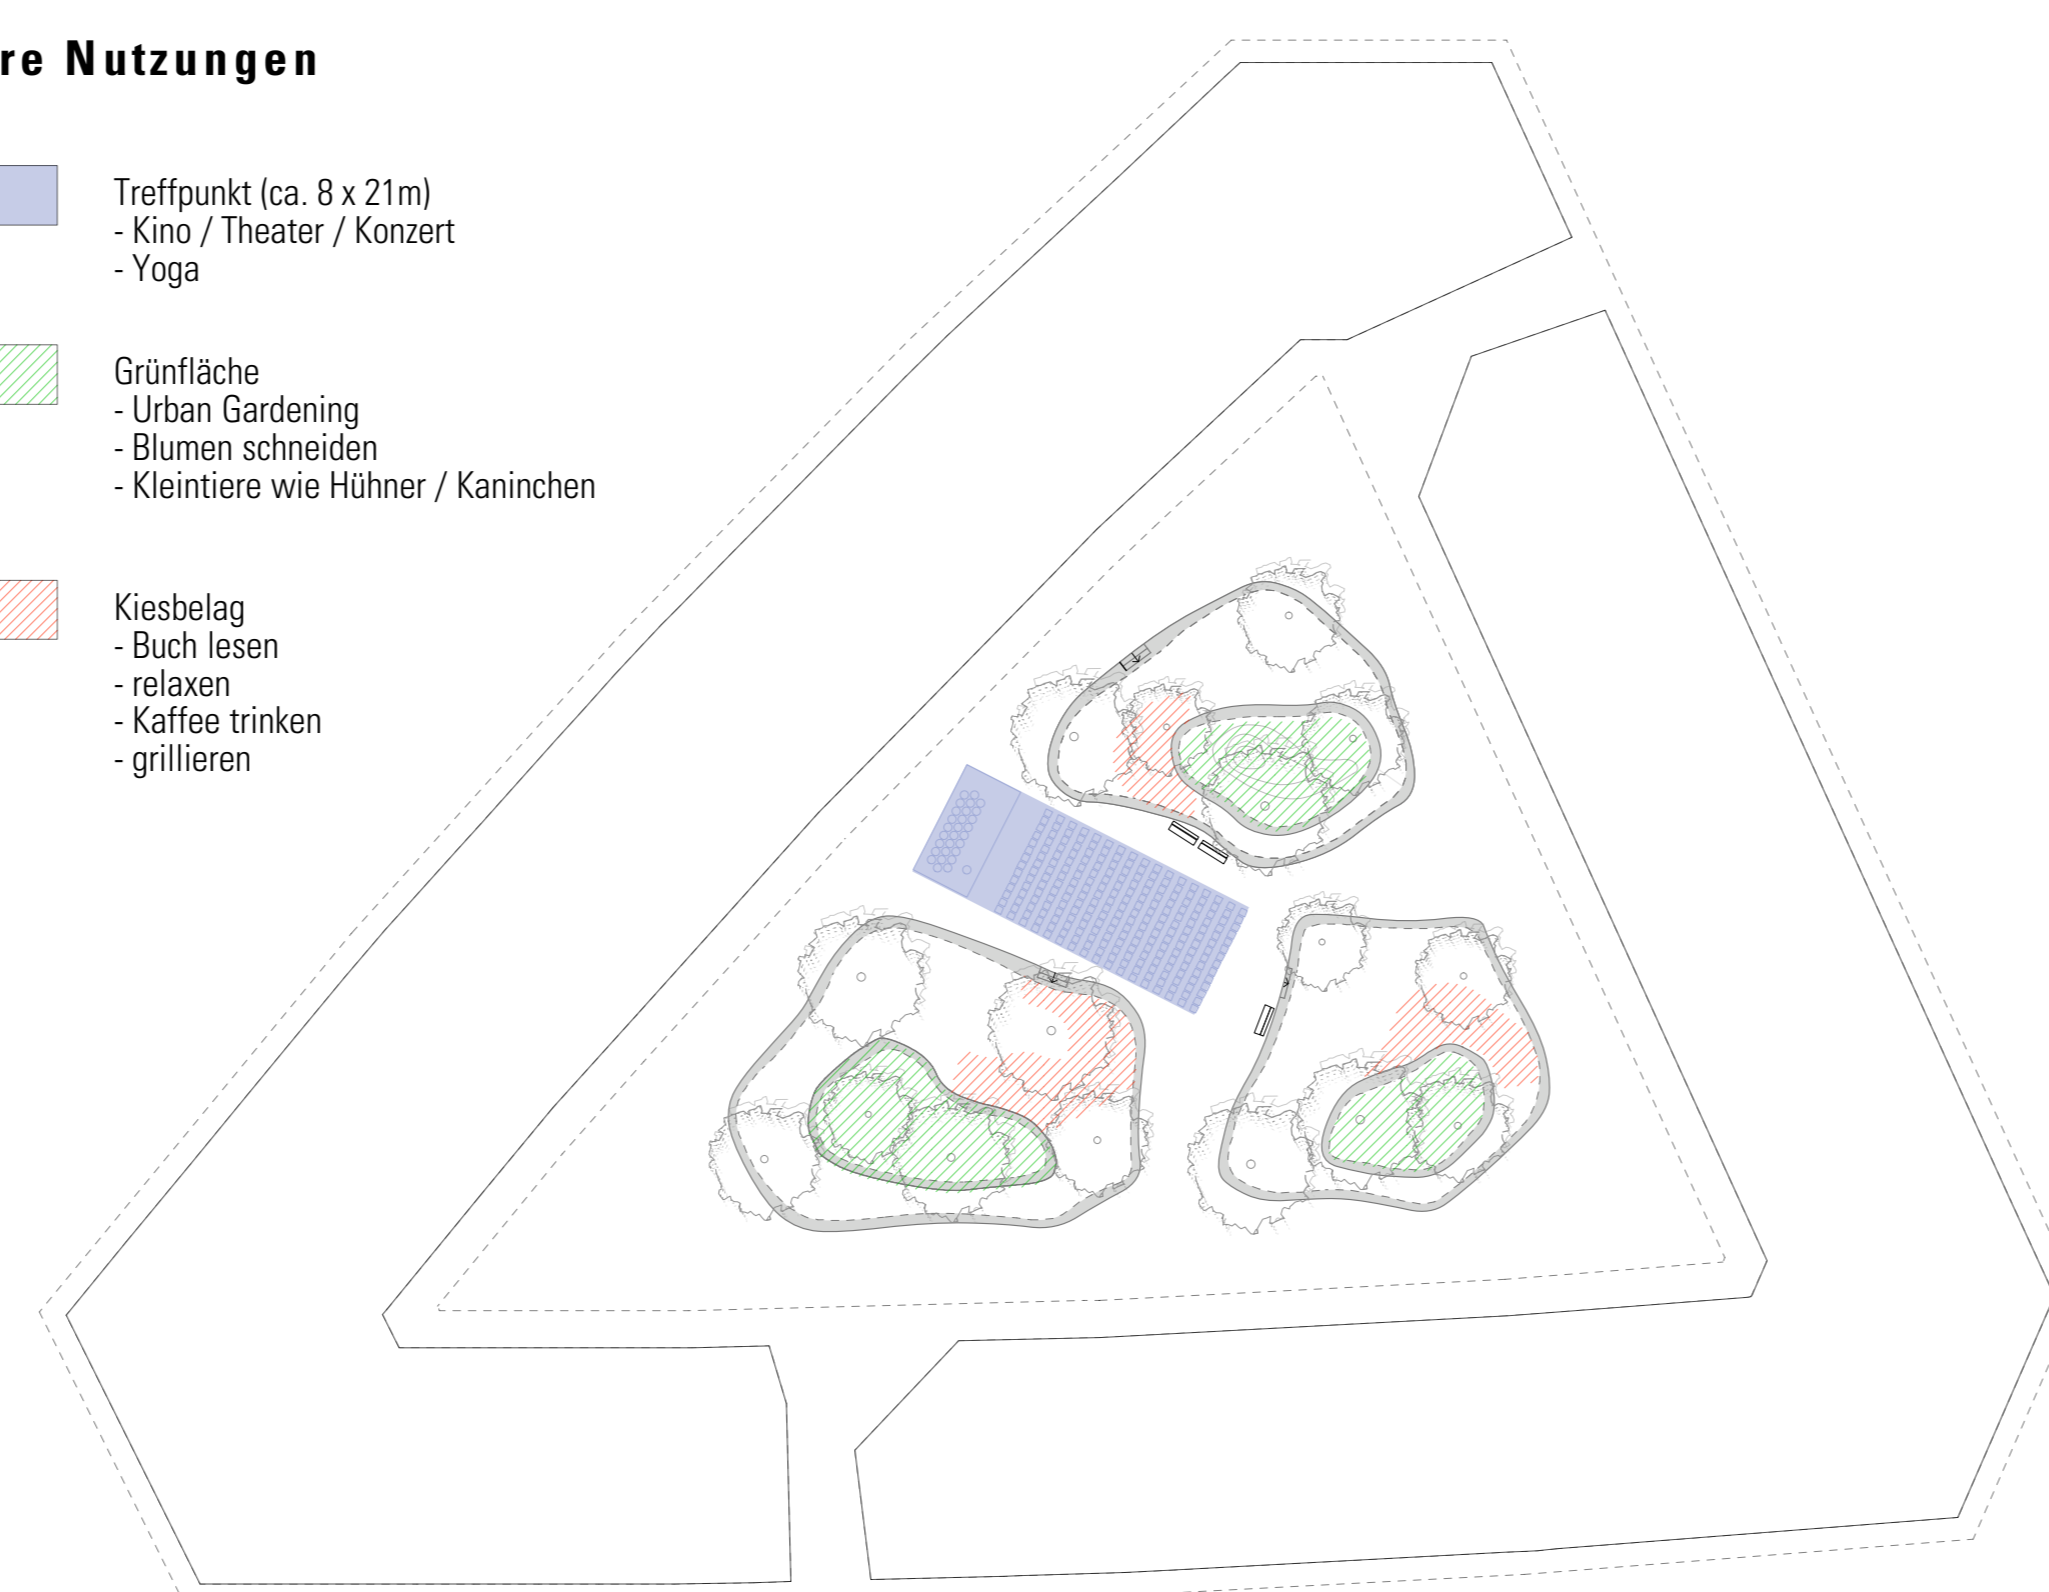 re Nutzungen
Treffpunkt (ca. 8 x 21m)
- Kino / Theater / Konzert
- Yoga
Grünfläche
- Urban Gardening
- Blumen schneiden
- Kleintiere wie Hühner / Kaninchen
Kiesbelag
- Buch lesen
- relaxen
- Kaffee trinken
- grillieren